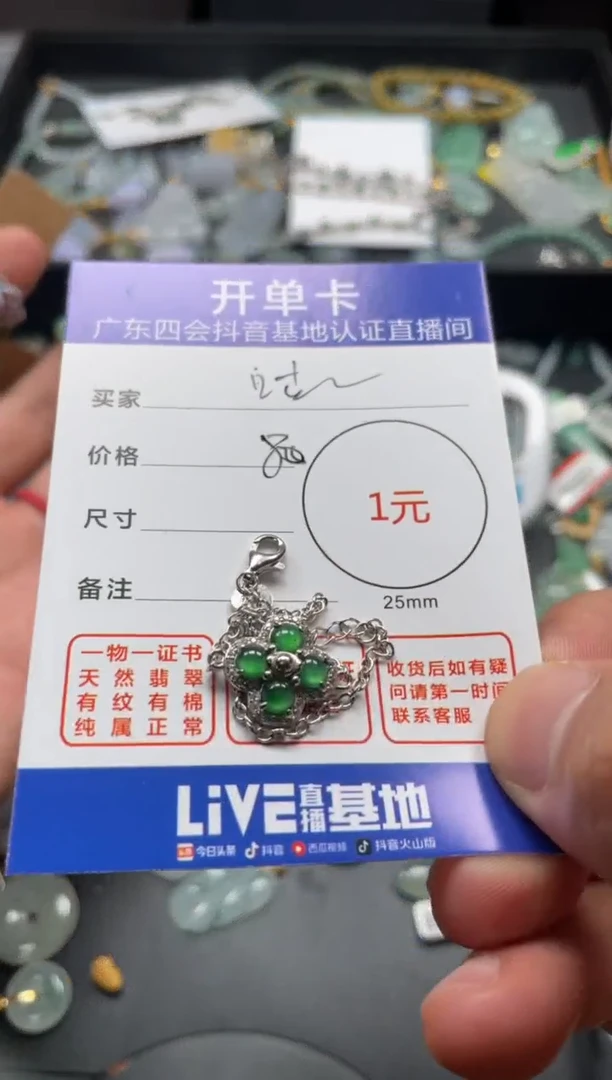 开单卡
广东四会抖音基地认证直播间
买家
价格
尺寸
1元
备注
25mm
一物一证书
天然翡翠
有纹有棉
纯属正常
收货后如有疑
问请第一时间
联系客服
LiVE直播基地
今日头条 抖音 西瓜视频 抖音火山版